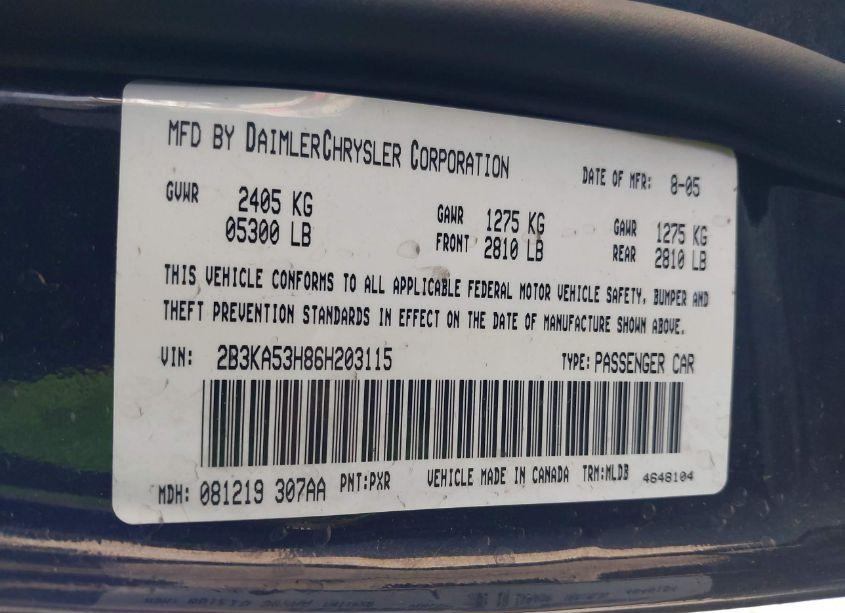 MFD BY DAIMLERCHRYSLER CORPORATION
DATE OF MFR: 8-05
GVWR 2405 KG
05300 LB
GAWR 1275 KG
FRONT 2810 LB
GAWR 1275 KG
REAR 2810 LB
THIS VEHICLE CONFORMS TO ALL APPLICABLE FEDERAL MOTOR VEHICLE SAFETY, BUMPER AND
THEFT PREVENTION STANDARDS IN EFFECT ON THE DATE OF MANUFACTURE SHOWN ABOVE.
VIN: 2B3KA53H86H203115 TYPE: PASSENGER CAR
MDH: 081219 307AA PNT:PXR VEHICLE MADE IN CANADA TRM:MLDB 4648104